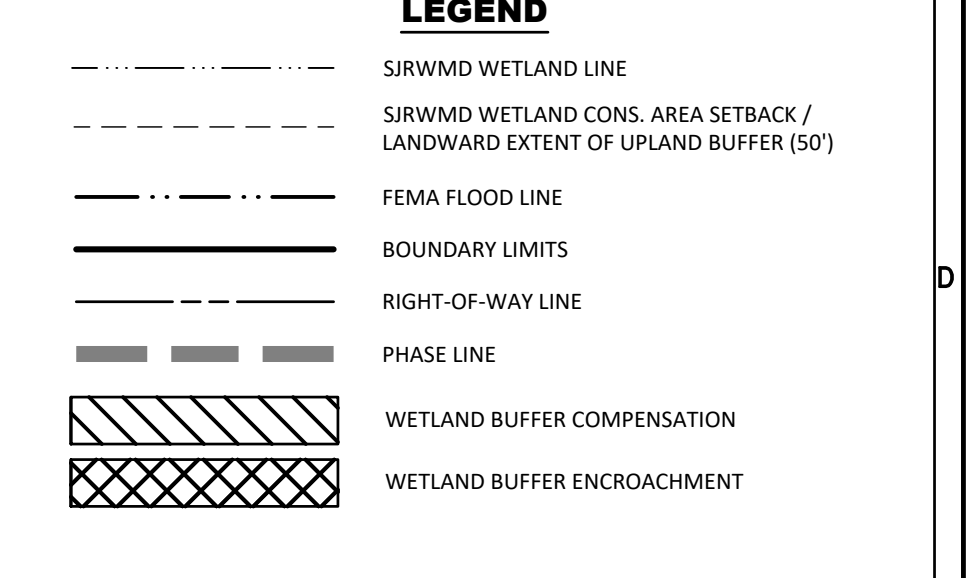 LEGEND
SJRWMD WETLAND LINE
SJRWMD WETLAND CONS. AREA SETBACK /
LANDWARD EXTENT OF UPLAND BUFFER (50')
FEMA FLOOD LINE
BOUNDARY LIMITS
D
RIGHT-OF-WAY LINE
PHASE LINE
WETLAND BUFFER COMPENSATION
WETLAND BUFFER ENCROACHMENT